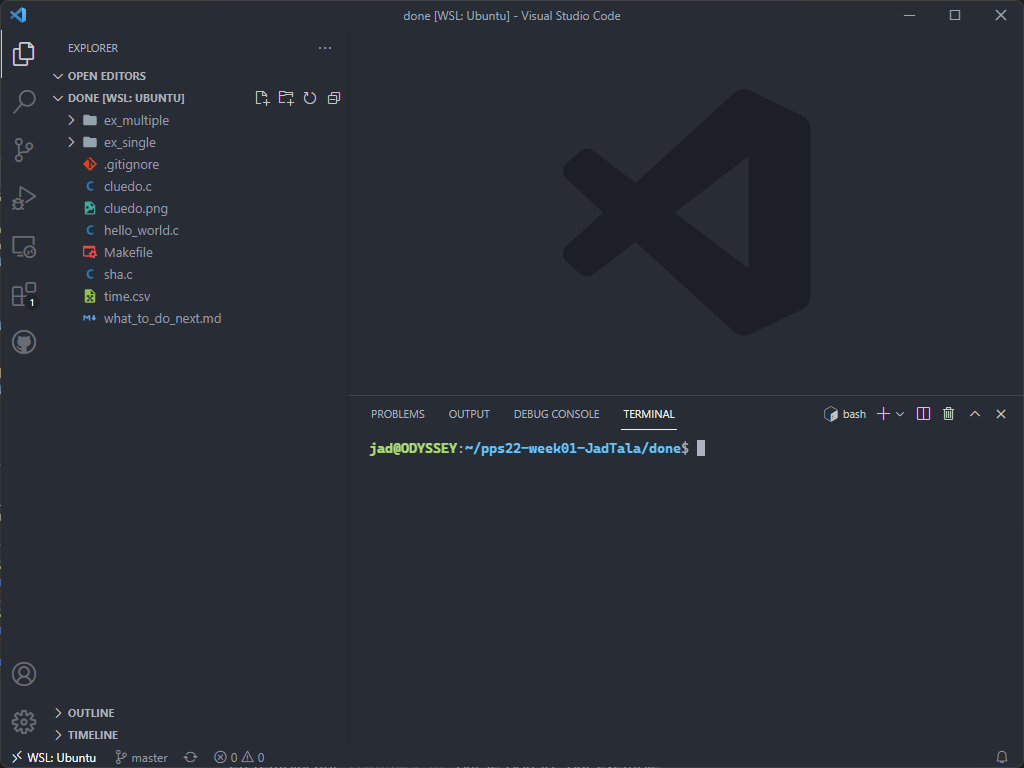 done [WSL: Ubuntu] - Visual Studio Code
EXPLORER
OPEN EDITORS
DONE [WSL: UBUNTU]
ex_multiple
ex_single
.gitignore
cluedo.c
cluedo.png
hello_world.c
Makefile
sha.c
time.csv
what_to_do_next.md
1
OUTLINE
TIMELINE
PROBLEMS OUTPUT DEBUG CONSOLE TERMINAL bash
jad@ODYSSEY:~/pps22-week01-JadTala/done$
WSL: Ubuntu master 0 0